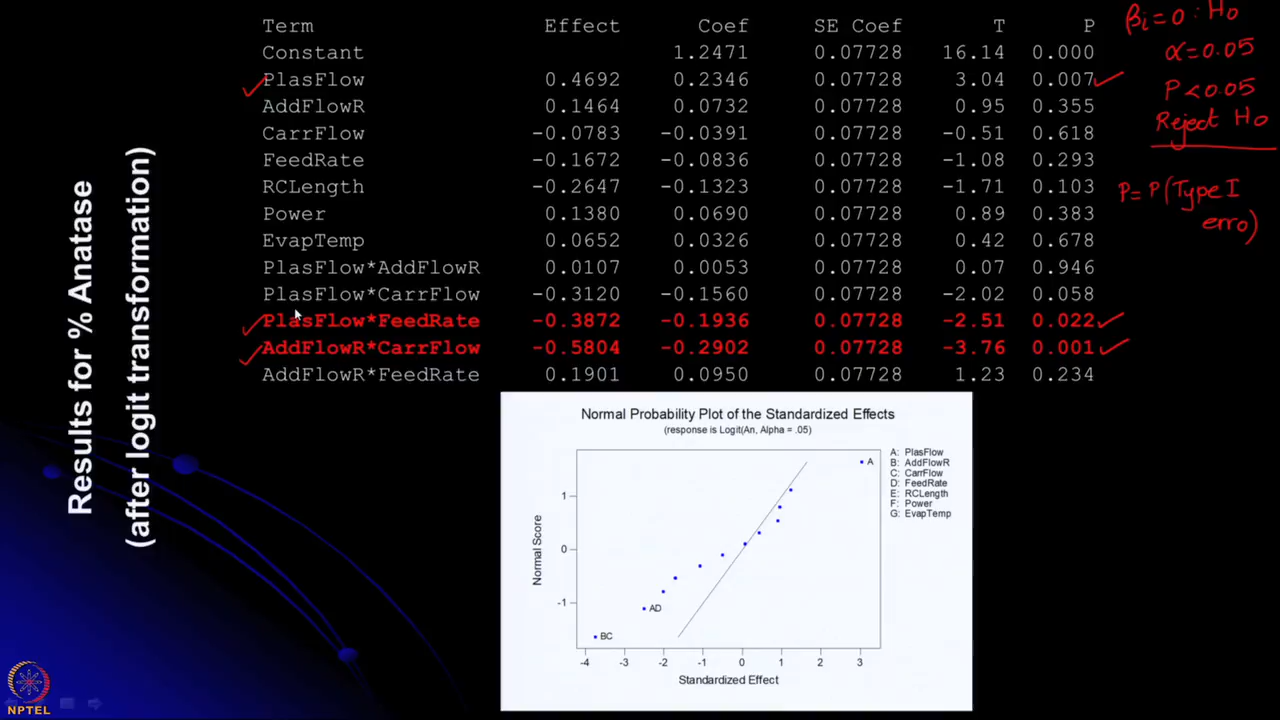 Results for % Anatase
(after logit transformation)
Term Effect Coef SE Coef T P
Constant 1.2471 0.07728 16.14 0.000
PlasFlow 0.4692 0.2346 0.07728 3.04 0.007
AddFlowR 0.1464 0.0732 0.07728 0.95 0.355
CarrFlow -0.0783 -0.0391 0.07728 -0.51 0.618
FeedRate -0.1672 -0.0836 0.07728 -1.08 0.293
RCLength -0.2647 -0.1323 0.07728 -1.71 0.103
Power 0.1380 0.0690 0.07728 0.89 0.383
EvapTemp 0.0652 0.0326 0.07728 0.42 0.678
PlasFlow*AddFlowR 0.0107 0.0053 0.07728 0.07 0.946
PlasFlow*CarrFlow -0.3120 -0.1560 0.07728 -2.02 0.058
PlasFlow*FeedRate -0.3872 -0.1936 0.07728 -2.51 0.022
AddFlowR*CarrFlow -0.5804 -0.2902 0.07728 -3.76 0.001
AddFlowR*FeedRate 0.1901 0.0950 0.07728 1.23 0.234
βi=0 : H0
α=0.05
P<0.05
Reject H0
P=P(Type I
erro)
Normal Probability Plot of the Standardized Effects
(response is Logit(An, Alpha = .05)
A: PlasFlow
B: AddFlowR
C: CarrFlow
D: FeedRate
E: RCLength
F: Power
G: EvapTemp
A
AD
BC
Normal Score
1
0
-1
-4 -3 -2 -1 0 1 2 3
Standardized Effect
NPTEL